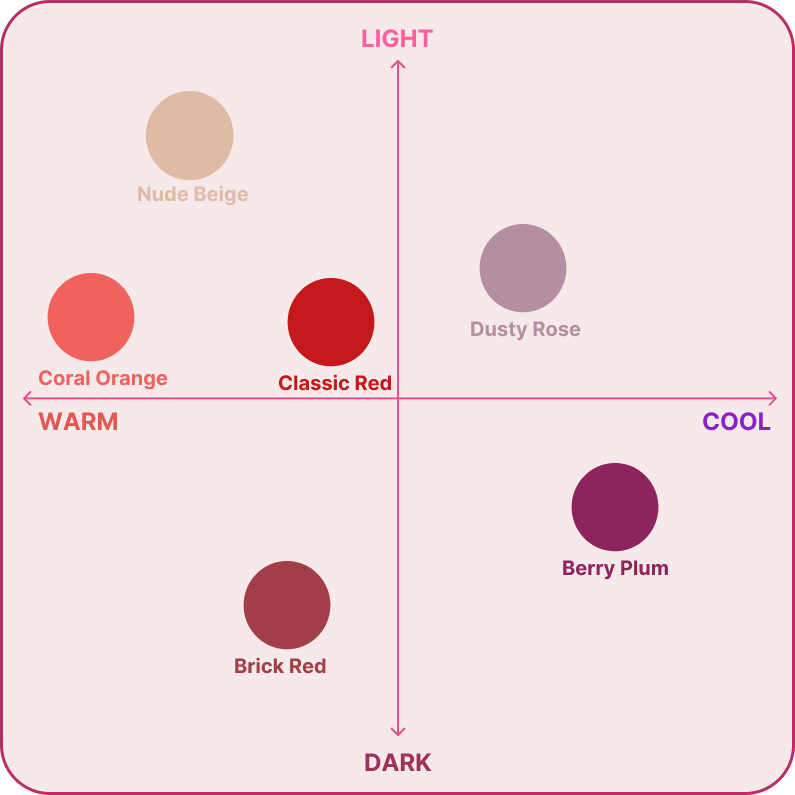 LIGHT
Nude Beige
Dusty Rose
Coral Orange
Classic Red
WARM
COOL
Berry Plum
Brick Red
DARK